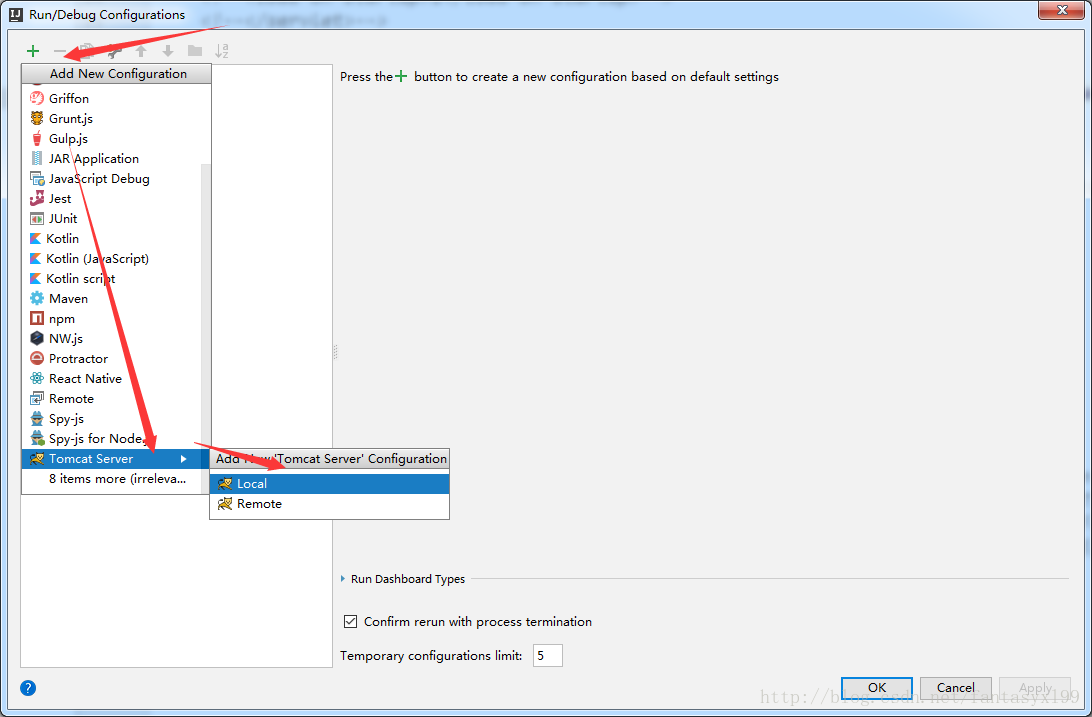 Run/Debug Configurations
Add New Configuration
Griffon
Grunt.js
Gulp.js
JAR Application
JavaScript Debug
Jest
JUnit
Kotlin
Kotlin (JavaScript)
Kotlin script
Maven
npm
NW.js
Protractor
React Native
Remote
Spy-js
Spy-js for Node.
Tomcat Server
8 items more (irreleva...
Add New 'Tomcat Server' Configuration
Local
Remote
Press the + button to create a new configuration based on default settings
Run Dashboard Types
Confirm rerun with process termination
Temporary configurations limit: 5
OK Cancel Apply
http://blog.csdn.net/fantasyxl99